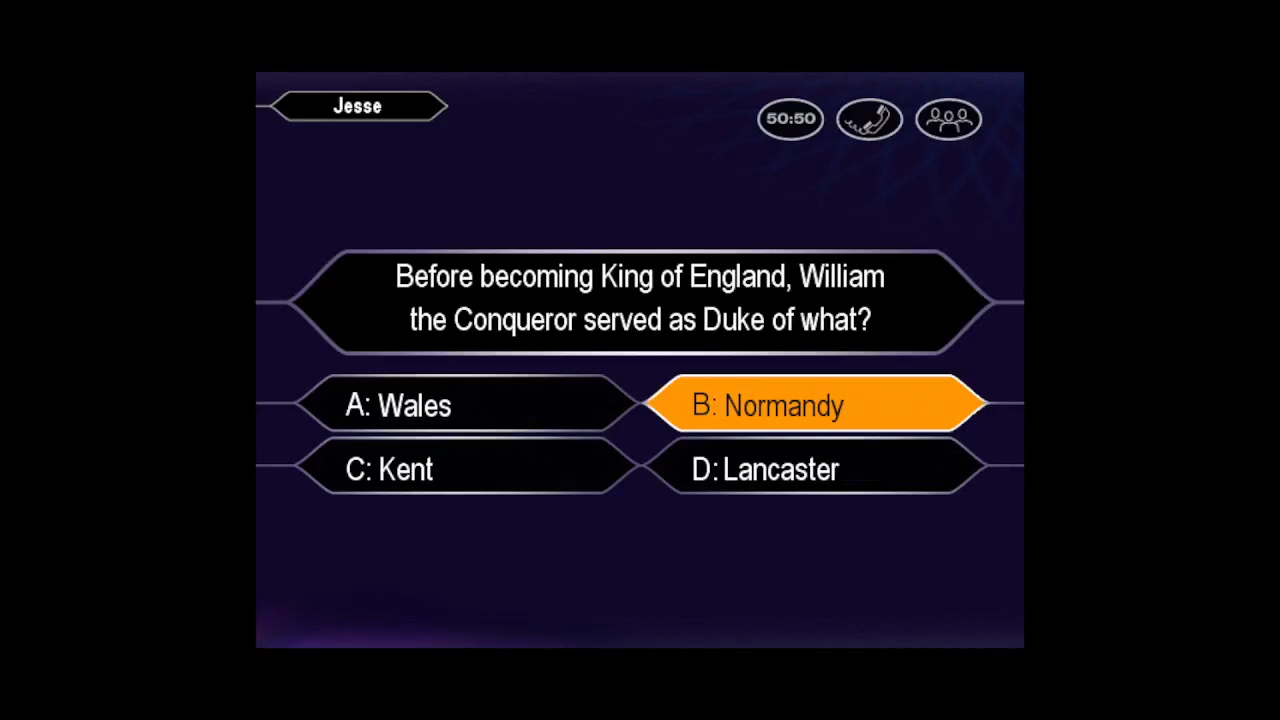 Jesse
50:50
Before becoming King of England, William
the Conqueror served as Duke of what?
A: Wales
B: Normandy
C: Kent
D: Lancaster